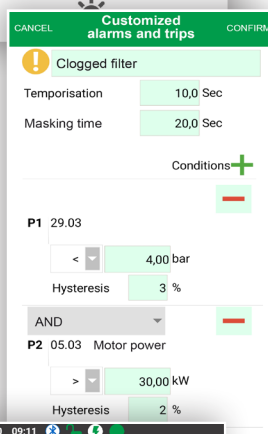 CANCEL Customized alarms and trips CONFIRM
Clogged filter
Temporisation 10,0 Sec
Masking time 20,0 Sec
Conditions
P1 29.03
< 4,00 bar
Hysteresis 3 %
AND
P2 05.03 Motor power
> 30,00 kW
Hysteresis 2 %
09:11